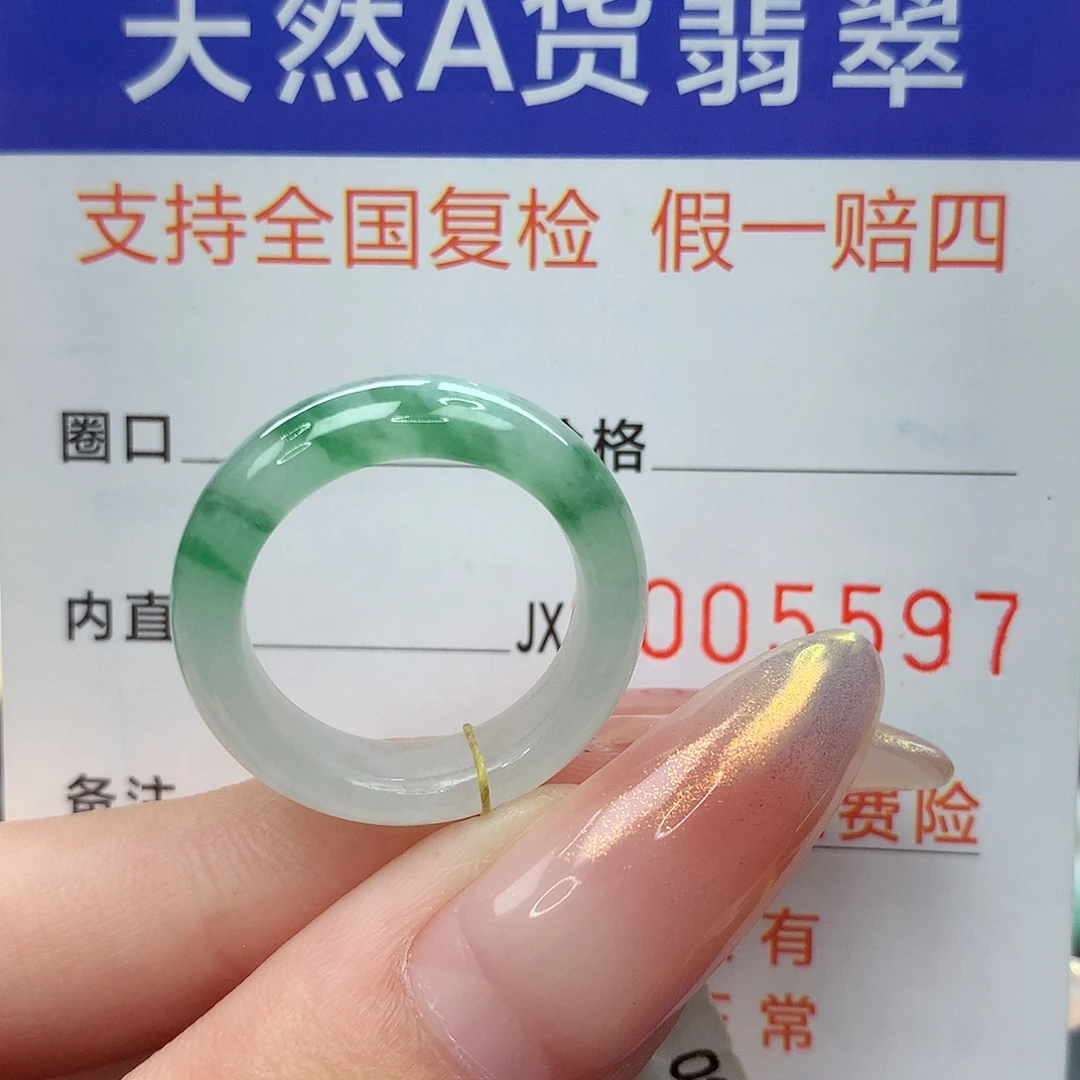 天然A货翡翠
支持全国复检 假一赔四
圈口 格
内直 JX 005597
备注 费险
有
常